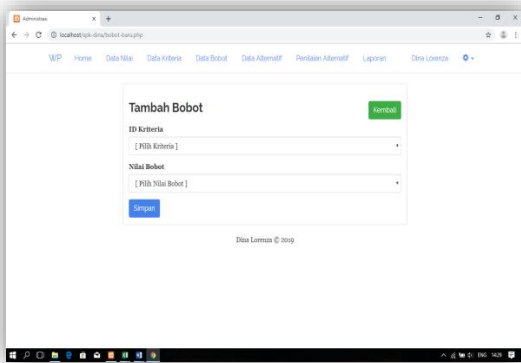 Administrasi
localhost/spk-dina/bobot-baru.php
WP Home Data Nilai Data Kriteria Data Bobot Data Alternatif Penilaian Alternatif Laporan Dina Lorenza
Tambah Bobot
Kembali
ID Kriteria
[ Pilih Kriteria ]
Nilai Bobot
[ Pilih Nilai Bobot ]
Simpan
Dina Lorenza © 2019
ENG 14:29